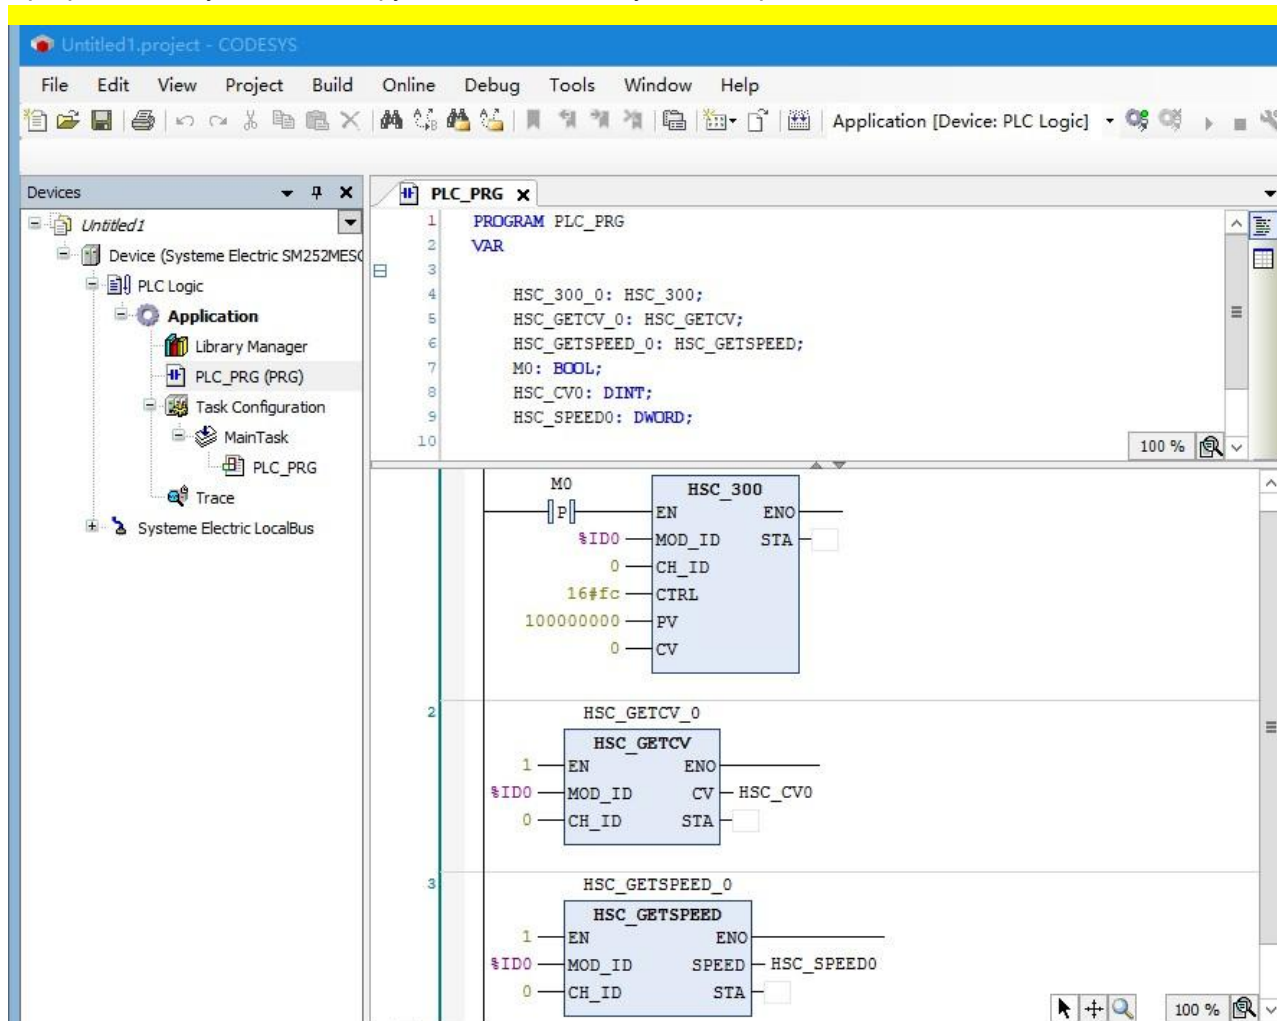 Untitled1.project - CODESYS
File Edit View Project Build Online Debug Tools Window Help
Application [Device: PLC Logic]
Devices
Untitled1
Device (Systeme Electric SM252MESC
PLC Logic
Application
Library Manager
PLC_PRG (PRG)
Task Configuration
MainTask
PLC_PRG
Trace
Systeme Electric LocalBus
PLC_PRG
1 PROGRAM PLC_PRG
2 VAR
3
4 HSC_300_0: HSC_300;
5 HSC_GETCV_0: HSC_GETCV;
6 HSC_GETSPEED_0: HSC_GETSPEED;
7 M0: BOOL;
8 HSC_CV0: DINT;
9 HSC_SPEED0: DWORD;
10
100 %
M0
HSC_300
P EN ENO
%ID0 MOD_ID STA
0 CH_ID
16#fc CTRL
100000000 PV
0 CV
2 HSC_GETCV_0
HSC_GETCV
1 EN ENO
%ID0 MOD_ID CV HSC_CV0
0 CH_ID STA
3 HSC_GETSPEED_0
HSC_GETSPEED
1 EN ENO
%ID0 MOD_ID SPEED HSC_SPEED0
0 CH_ID STA
100 %